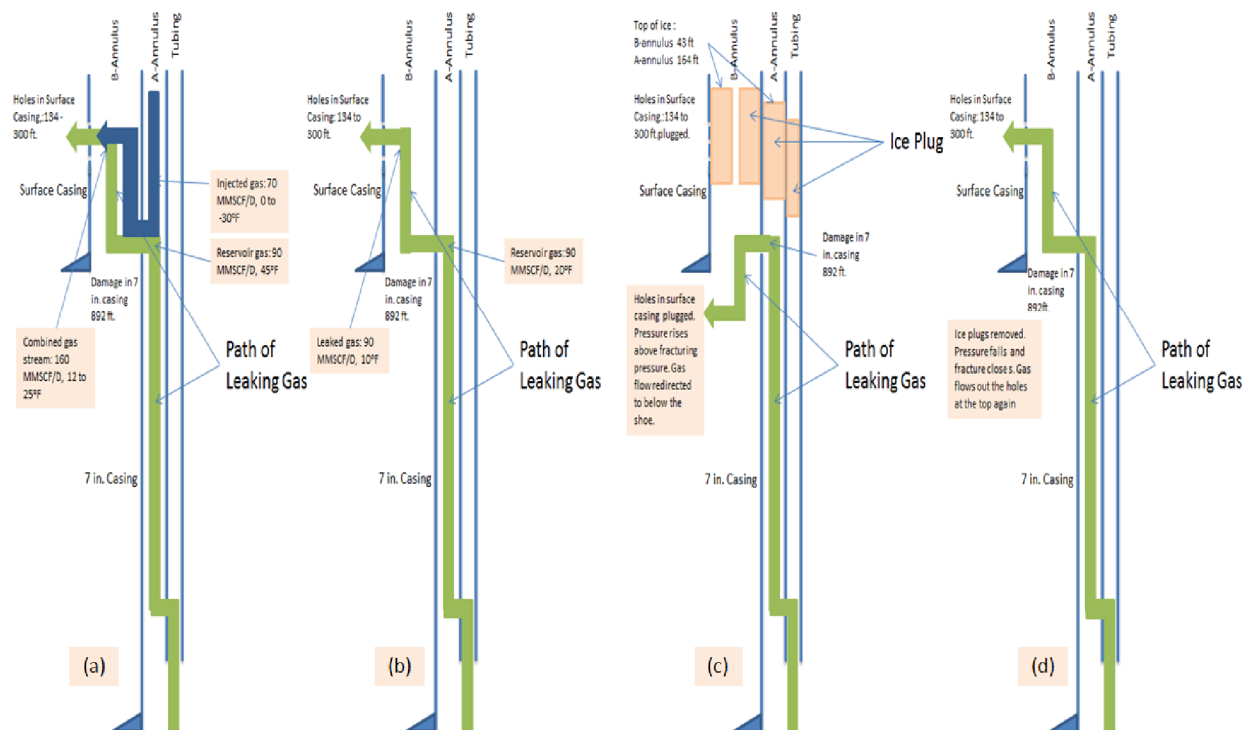 B-Annulus
A-Annulus
Tubing
Holes in Surface
Casing,:134 -
300 ft.
Surface Casing
Injected gas: 70
MMSCF/D, 0 to
-30°F
Reservoir gas: 90
MMSCF/D, 45°F
Damage in 7
in. casing
892 ft.
Combined gas
stream: 160
MMSCF/D, 12 to
25°F
Path of
Leaking Gas
7 in. Casing
(a)
B-Annulus
A-Annulus
Tubing
Holes in Surface
Casing: 134 to
300 ft.
Surface Casing
Reservoir gas: 90
MMSCF/D, 20°F
Damage in 7
in. casing
892 ft.
Leaked gas: 90
MMSCF/D, 10°F
Path of
Leaking Gas
7 in. Casing
(b)
Top of ice :
B-annulus 43 ft
A-annulus 164 ft
B-Annulus
A-Annulus
Tubing
Holes in Surface
Casing,:134 to
300 ft.plugged.
Ice Plug
Surface Casing
Damage in 7
in. casing
892 ft.
Holes in surface
casing plugged.
Pressure rises
above fracturing
pressure. Gas
flow redirected
to below the
shoe.
Path of
Leaking Gas
7 in. Casing
(c)
B-Annulus
A-Annulus
Tubing
Holes in Surface
Casing: 134 to
300 ft.
Surface Casing
Damage in 7
in. casing
892ft.
Ice plugs removed.
Pressure falls and
fracture closes. Gas
flows out the holes
at the top again
Path of
Leaking Gas
7 in. Casing
(d)